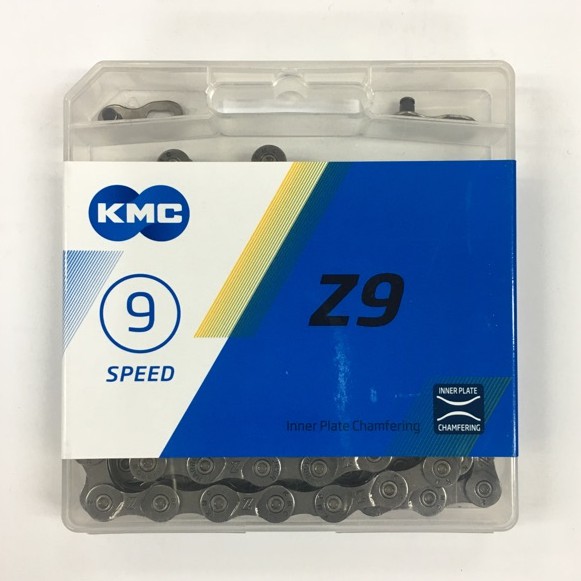 KMC
9
SPEED
Z9
Inner Plate Chamfering
INNER PLATE
CHAMFERING